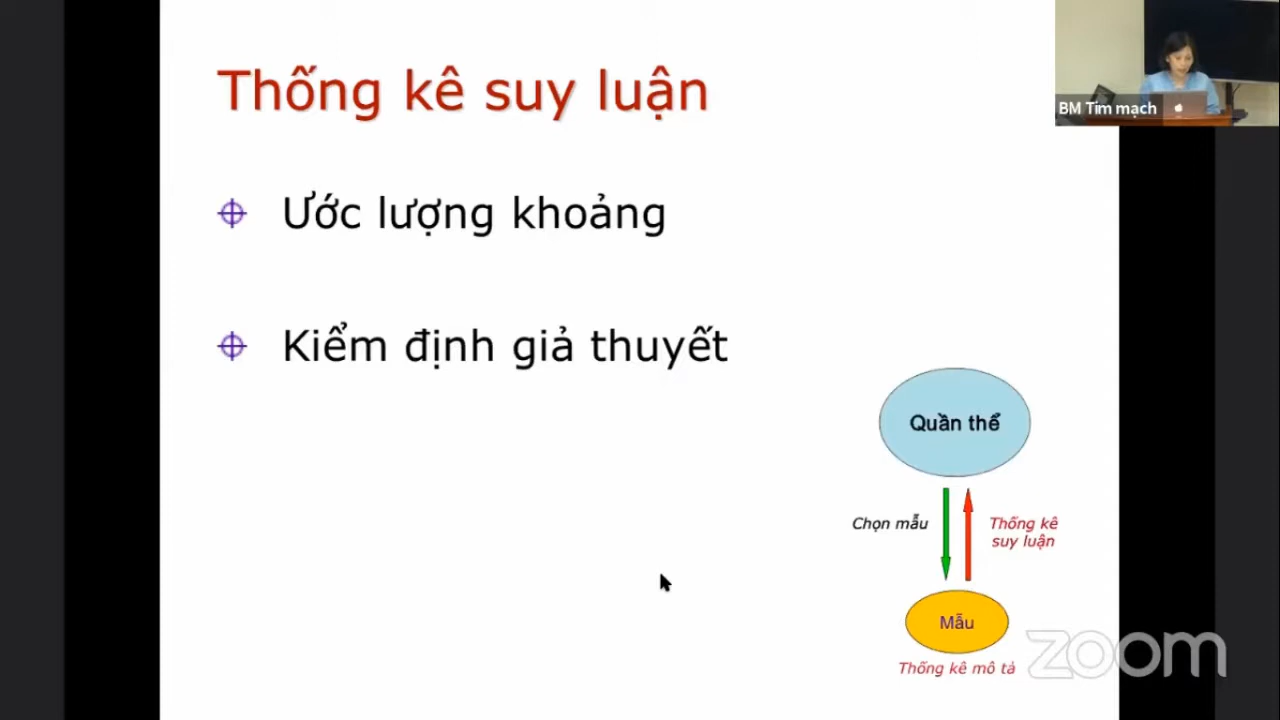 Thống kê suy luận
BM Tim mạch
Ước lượng khoảng
Kiểm định giả thuyết
Quần thể
Chọn mẫu
Thống kê
suy luận
Mẫu
Thống kê mô tả
zoom